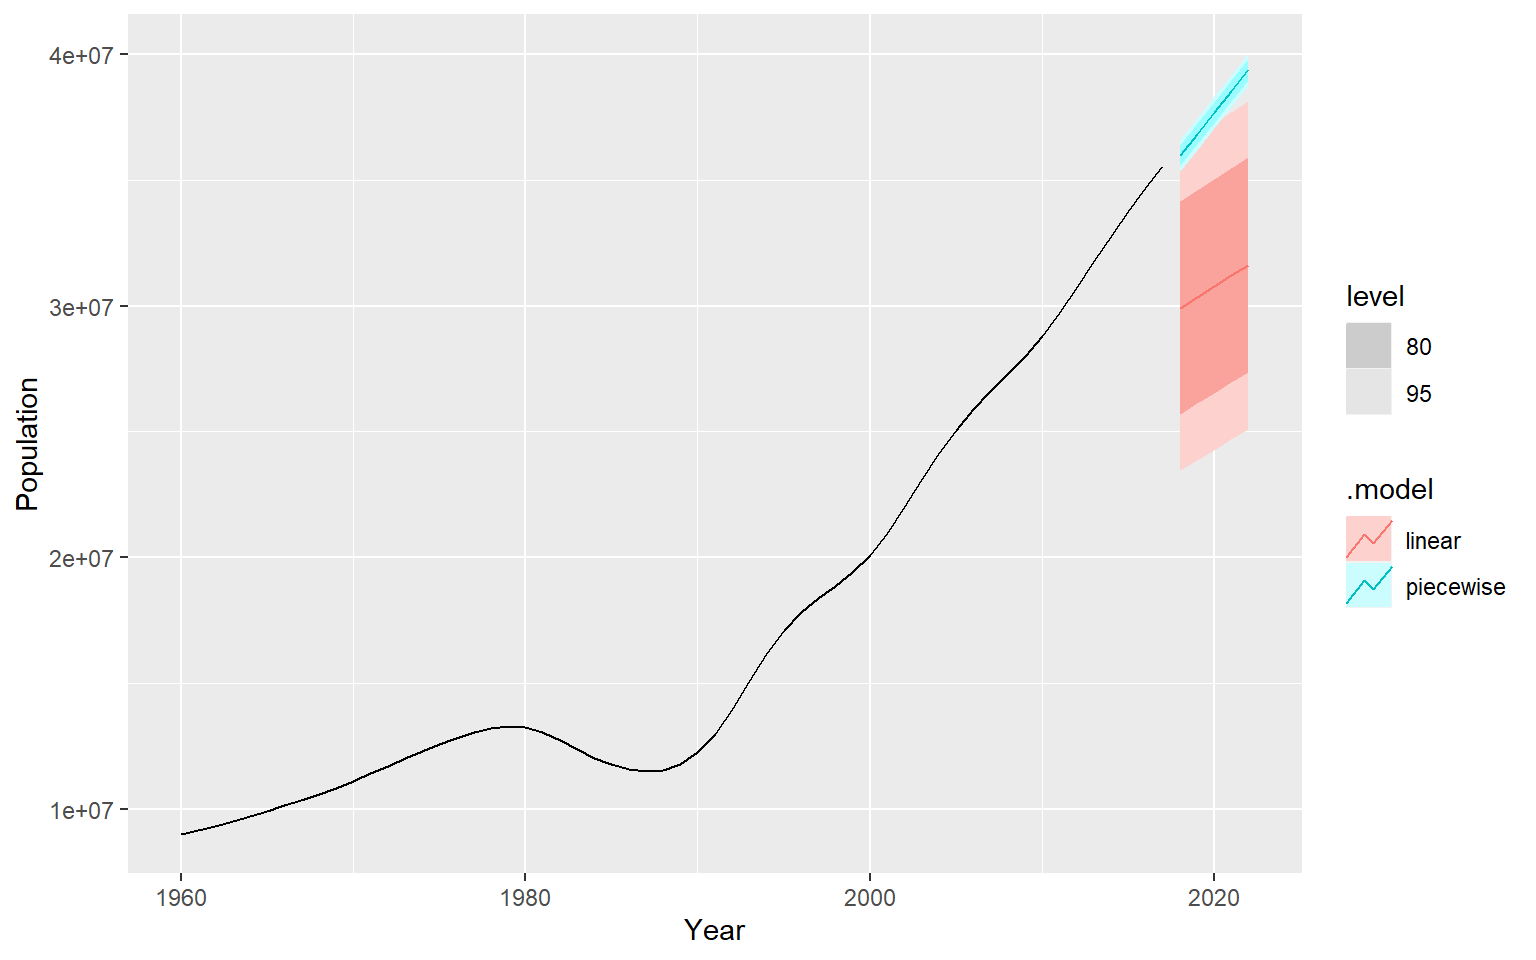 4e+07
3e+07
2e+07
1e+07
Population
1960
1980
2000
2020
Year
level
80
95
.model
linear
piecewise